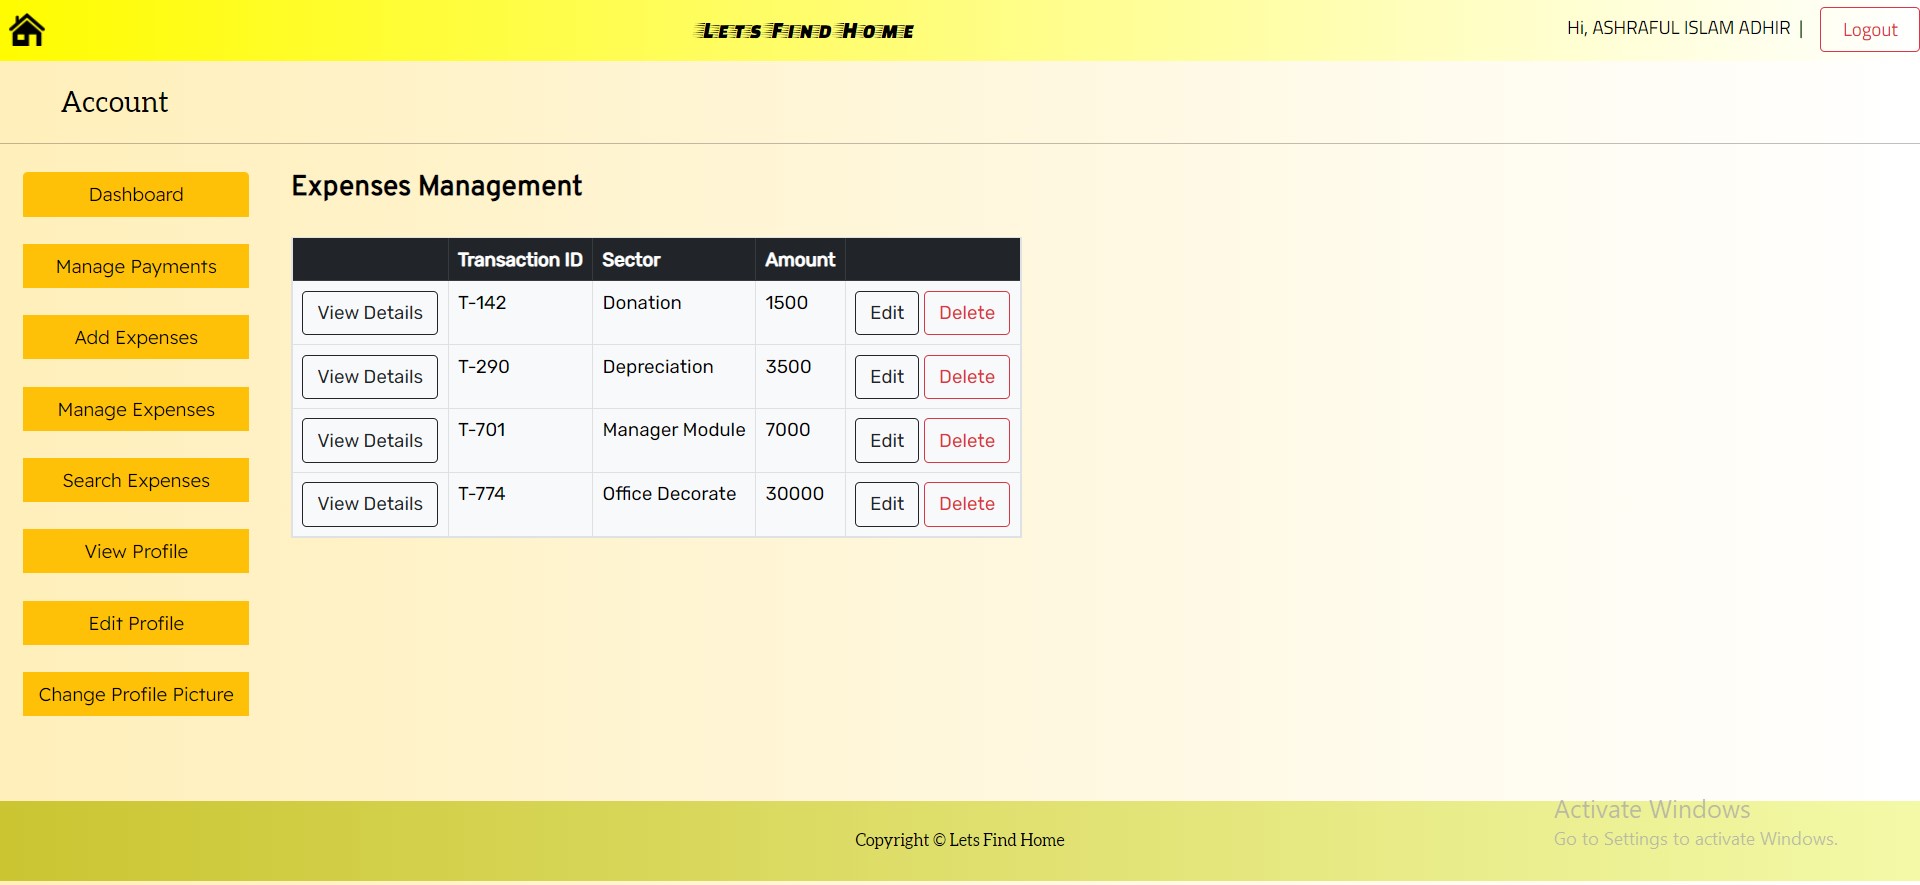 Lets Find Home
Hi, ASHRAFUL ISLAM ADHIR |
Logout
Account
Dashboard
Manage Payments
Add Expenses
Manage Expenses
Search Expenses
View Profile
Edit Profile
Change Profile Picture
Expenses Management
Transaction ID Sector Amount
View Details T-142 Donation 1500 Edit Delete
View Details T-290 Depreciation 3500 Edit Delete
View Details T-701 Manager Module 7000 Edit Delete
View Details T-774 Office Decorate 30000 Edit Delete
Activate Windows
Go to Settings to activate Windows.
Copyright © Lets Find Home